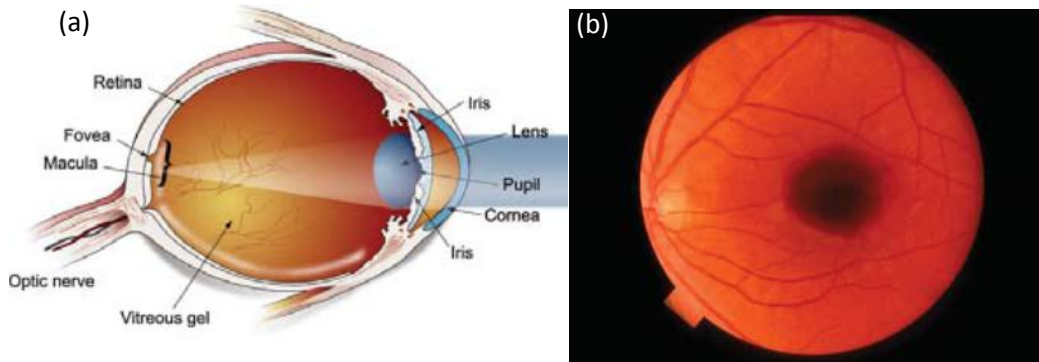 (a)
(b)
Retina
Iris
Lens
Fovea
Macula
Pupil
Cornea
Iris
Optic nerve
Vitreous gel